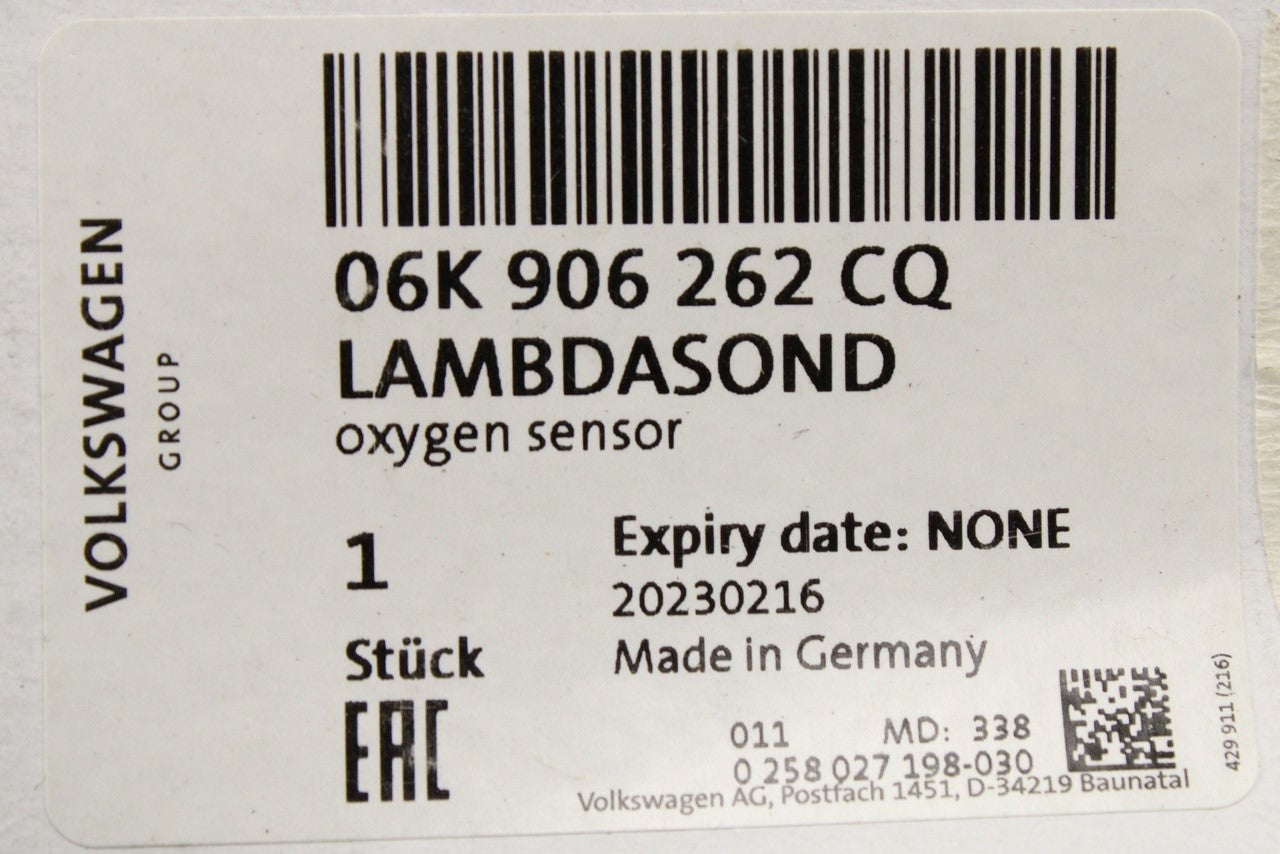 VOLKSWAGEN
GROUP
06K 906 262 CQ
LAMBDASOND
oxygen sensor
1
Expiry date: NONE
20230216
Stück
Made in Germany
EAC
011 MD: 338
0 258 027 198-030
Volkswagen AG, Postfach 1451, D-34219 Baunatal
429 911 (216)